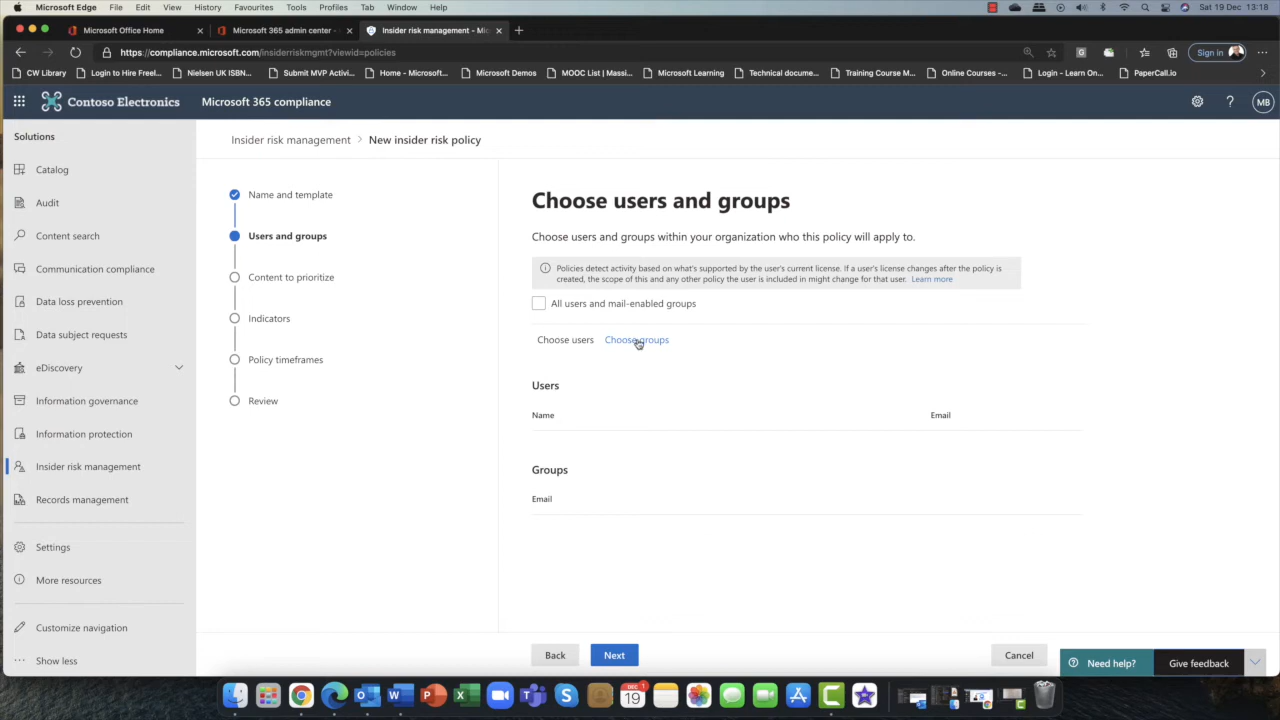 Microsoft Edge File Edit View History Favourites Tools Profiles Tab Window Help Sat 19 Dec 13:18
Microsoft Office Home
Microsoft 365 admin center -
Insider risk management - Mic
https://compliance.microsoft.com/insiderriskmgmt?viewid=policies
Sign in
CW Library
Login to Hire Freel...
Nielsen UK ISBN...
Submit MVP Activi...
Home - Microsoft...
Microsoft Demos
MOOC List | Massi...
Microsoft Learning
Technical docume...
Training Course M...
Online Courses -...
Login - Learn On...
PaperCall.io
Contoso Electronics
Microsoft 365 compliance
MB
Solutions
Catalog
Audit
Content search
Communication compliance
Data loss prevention
Data subject requests
eDiscovery
Information governance
Information protection
Insider risk management
Records management
Settings
More resources
Customize navigation
Show less
Insider risk management > New insider risk policy
Name and template
Users and groups
Content to prioritize
Indicators
Policy timeframes
Review
Choose users and groups
Choose users and groups within your organization who this policy will apply to.
Policies detect activity based on what's supported by the user's current license. If a user's license changes after the policy is
created, the scope of this and any other policy the user is included in might change for that user. Learn more
All users and mail-enabled groups
Choose users Choose groups
Users
Name Email
Groups
Email
Back Next Cancel
Need help? Give feedback
DEC 1
19